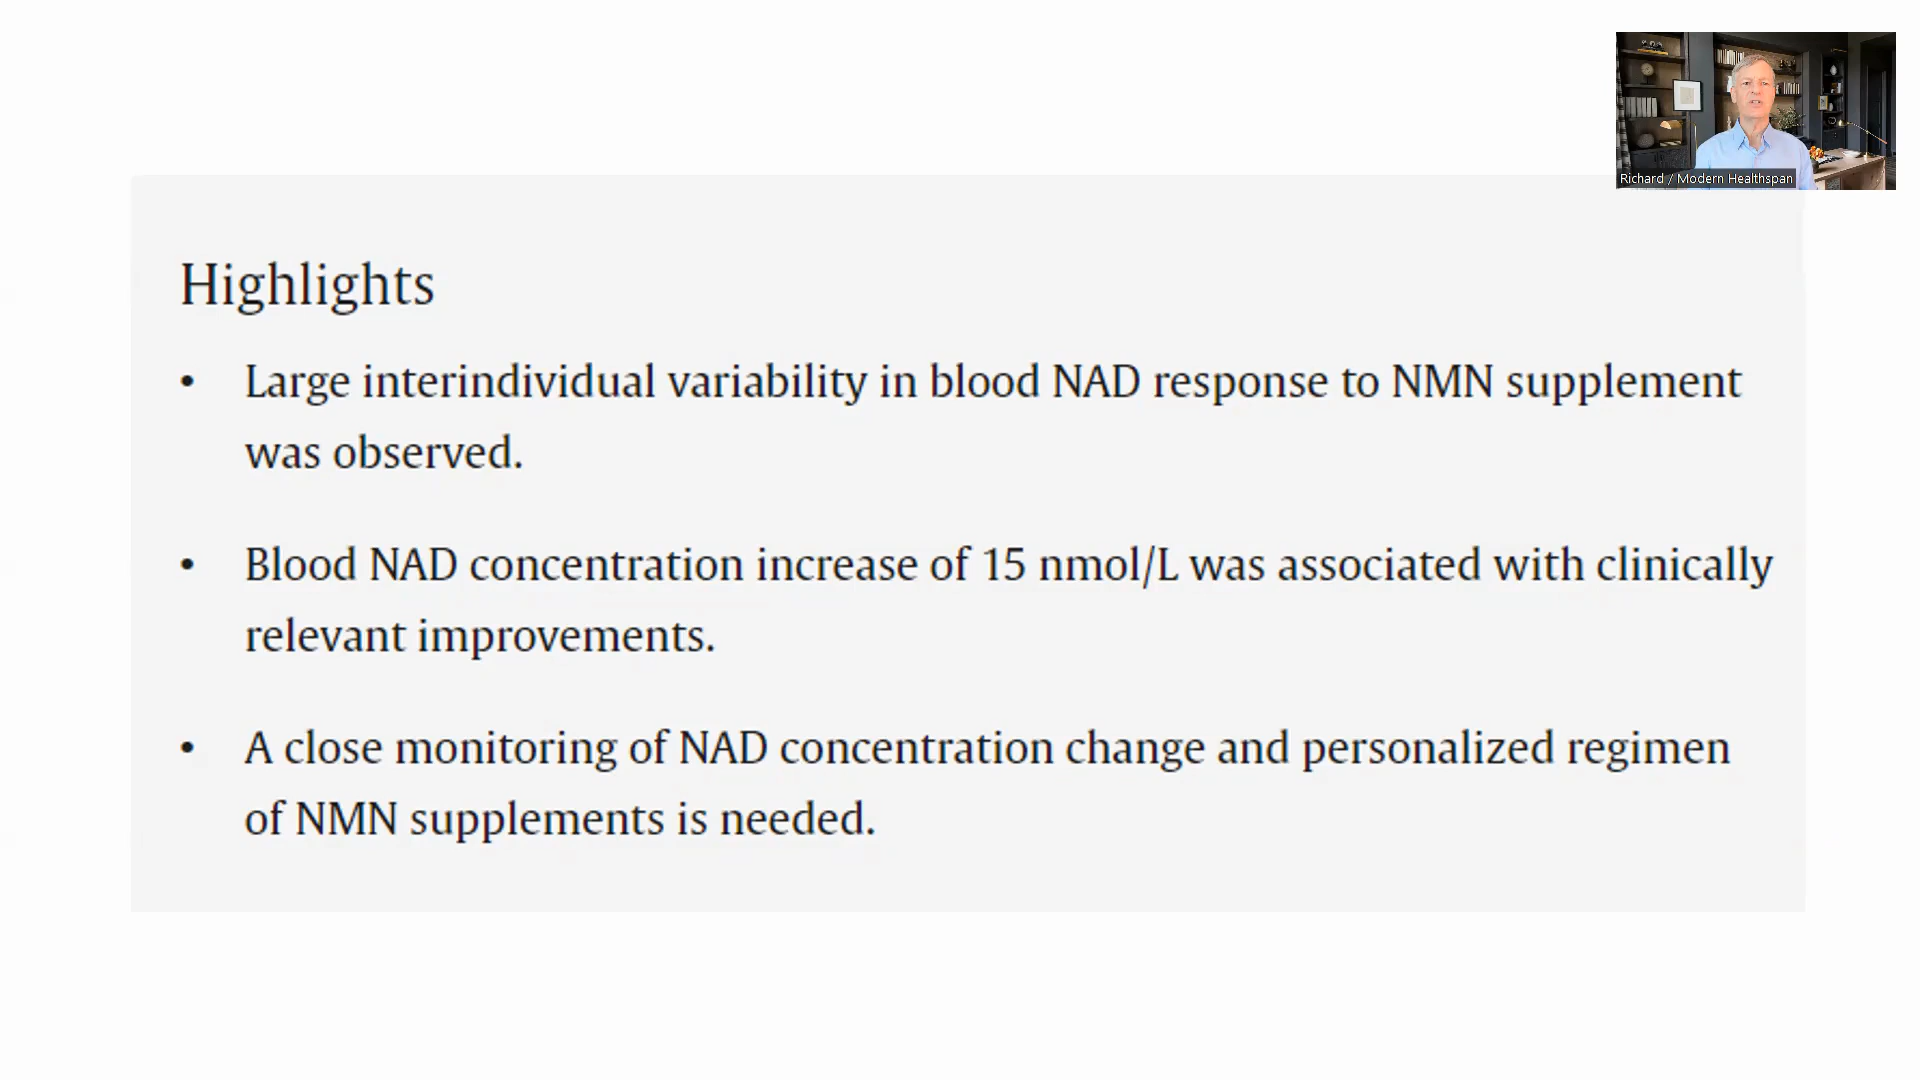 Richard / Modern Healthspan
Highlights
• Large interindividual variability in blood NAD response to NMN supplement
was observed.
• Blood NAD concentration increase of 15 nmol/L was associated with clinically
relevant improvements.
• A close monitoring of NAD concentration change and personalized regimen
of NMN supplements is needed.